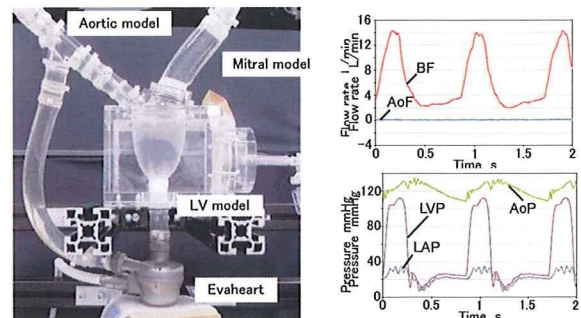 Aortic model
Mitral model
LV model
Evaheart
Flow rate L/min
Flow rate L/min
16
12
8
4
0
-4
BF
AoF
0
0.5
1
1.5
2
Time, s
Pressure mmHg
Pressure mmHg
120
80
40
0
LVP
LAP
AoP
0
0.5
1
1.5
2
Time, s